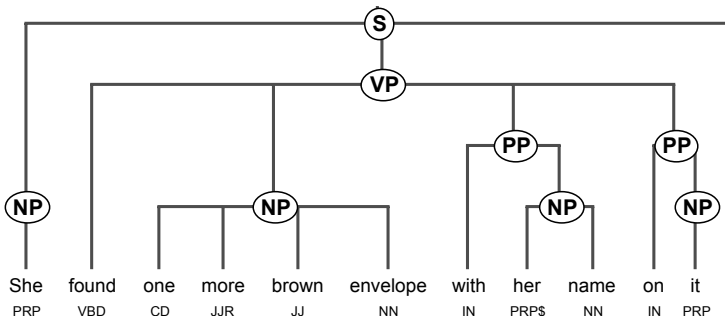 S
VP
PP PP
NP NP NP NP
She found one more brown envelope with her name on it
PRP VBD CD JJR JJ NN IN PRP$ NN IN PRP